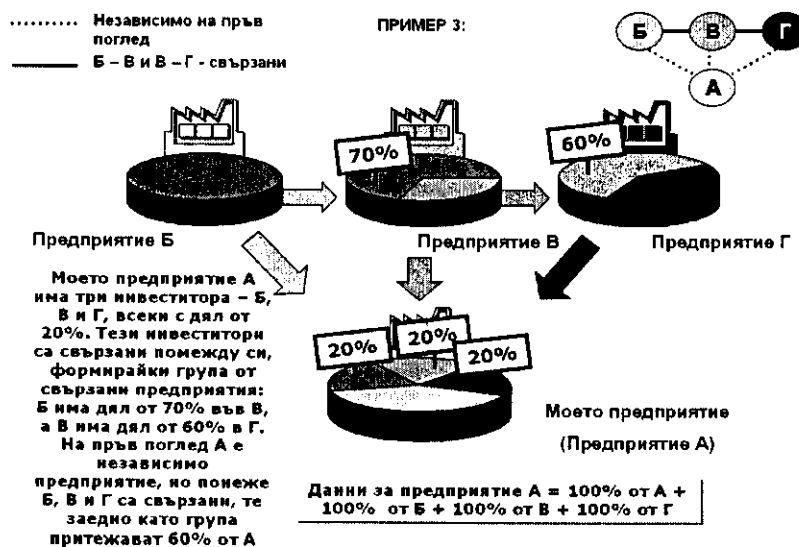 Независимо на пръв
поглед
Б – В и В – Г - свързани
ПРИМЕР 3:
Б
В
Г
А
70%
60%
Предприятие Б
Предприятие В
Предприятие Г
Моето предприятие А
има три инвеститора – Б,
В и Г, всеки с дял от
20%. Тези инвеститори
са свързани помежду си,
формирайки група от
свързани предприятия:
Б има дял от 70% във В,
а В има дял от 60% в Г.
На пръв поглед А е
независимо
предприятие, но понеже
Б, В и Г са свързани, те
заедно като група
притежават 60% от А
20%
20%
20%
Моето предприятие
(Предприятие А)
Данни за предприятие А = 100% от А +
100% от Б + 100% от В + 100% от Г